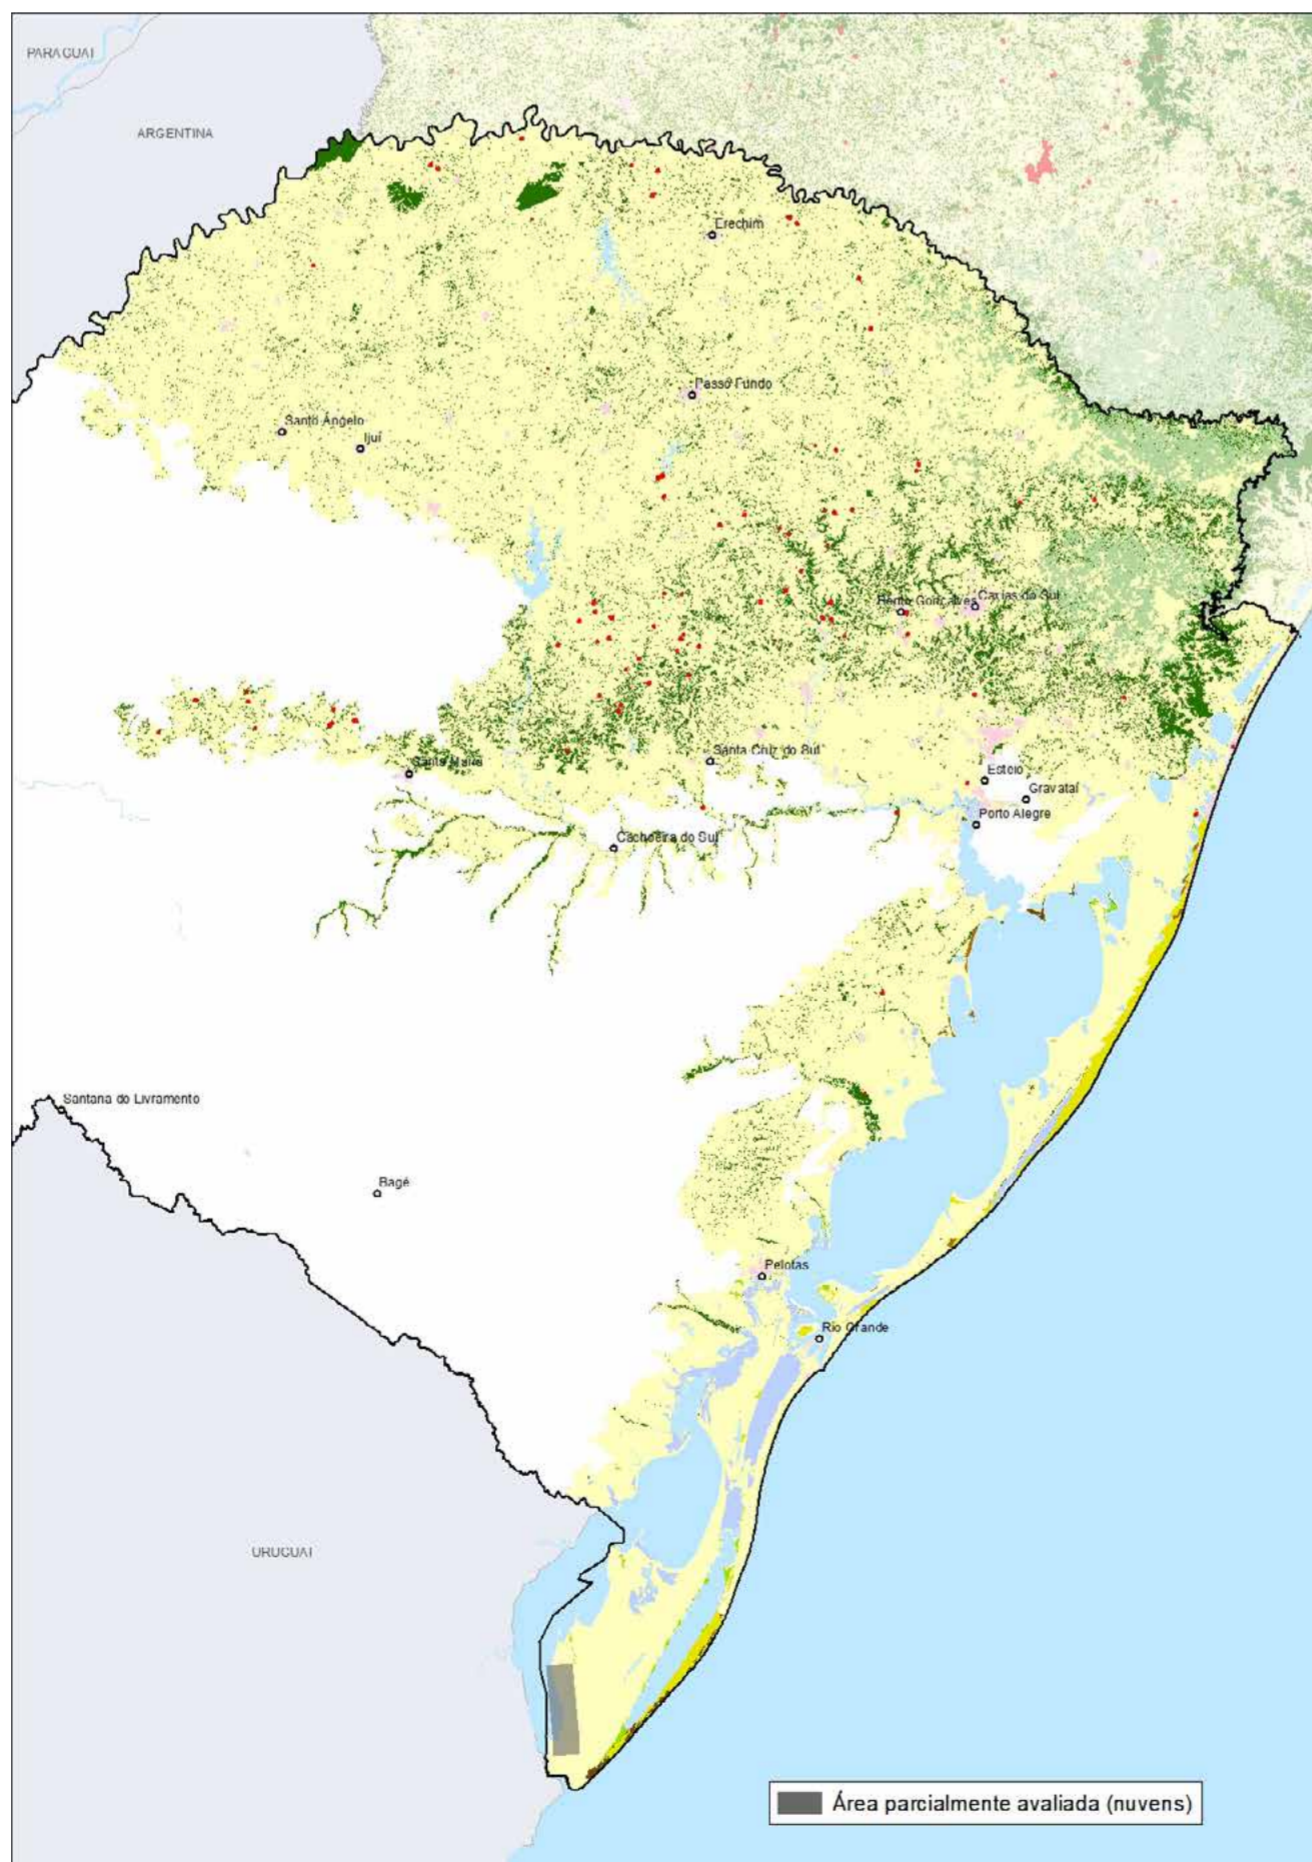 PARAGUAI
ARGENTINA
Erechim
Passo Fundo
Santo Ângelo
Ijuí
Bento Gonçalves
Caxias do Sul
Santa Cruz do Sul
Santa Maria
Esteio
Gravataí
Porto Alegre
Cachoeira do Sul
Santana do Livramento
Bagé
Pelotas
Rio Grande
URUGUAI
Área parcialmente avaliada (nuvens)